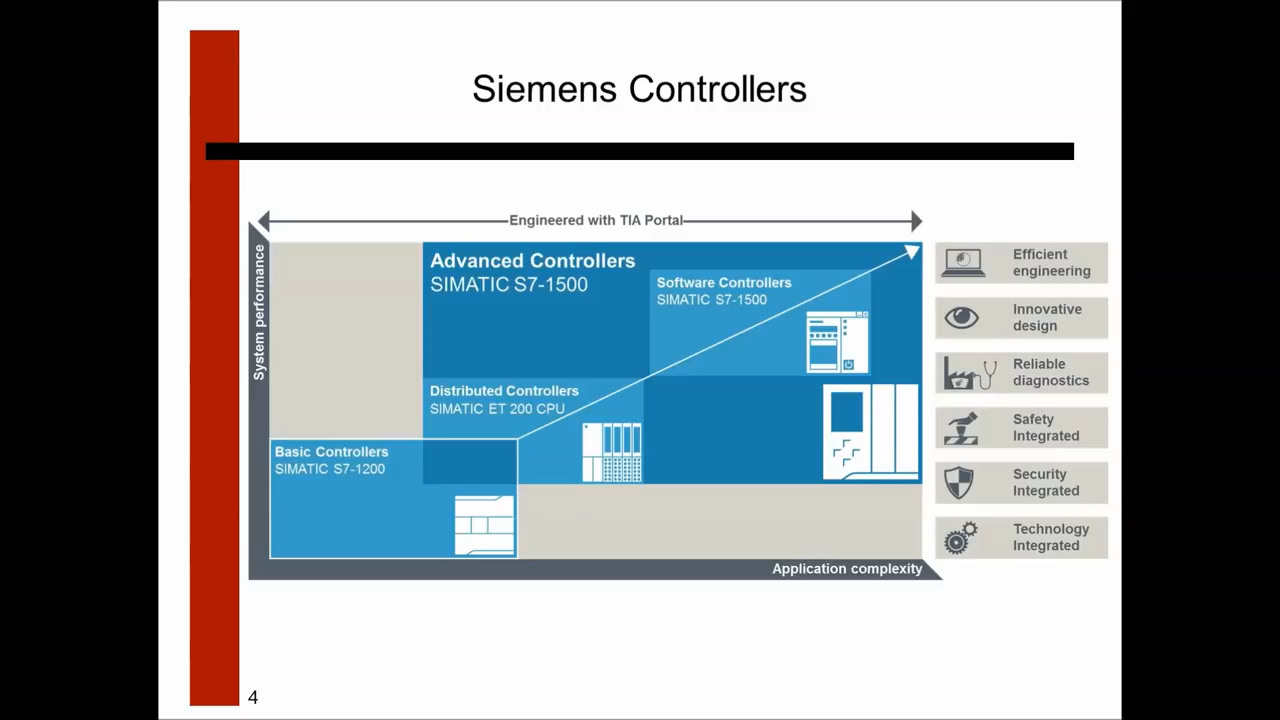 Siemens Controllers
Engineered with TIA Portal
System performance
Advanced Controllers
SIMATIC S7-1500
Software Controllers
SIMATIC S7-1500
Distributed Controllers
SIMATIC ET 200 CPU
Basic Controllers
SIMATIC S7-1200
Application complexity
Efficient
engineering
Innovative
design
Reliable
diagnostics
Safety
Integrated
Security
Integrated
Technology
Integrated
4